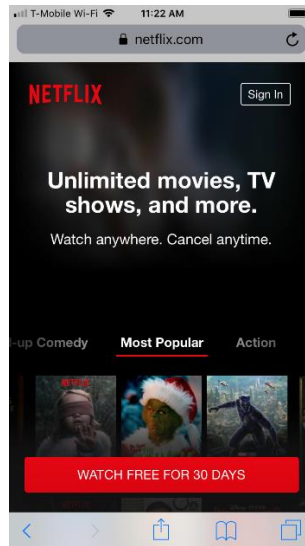 T-Mobile Wi-Fi 11:22 AM
netflix.com
NETFLIX
Sign In
Unlimited movies, TV
shows, and more.
Watch anywhere. Cancel anytime.
-up Comedy Most Popular Action
NETFLIX
WATCH FREE FOR 30 DAYS